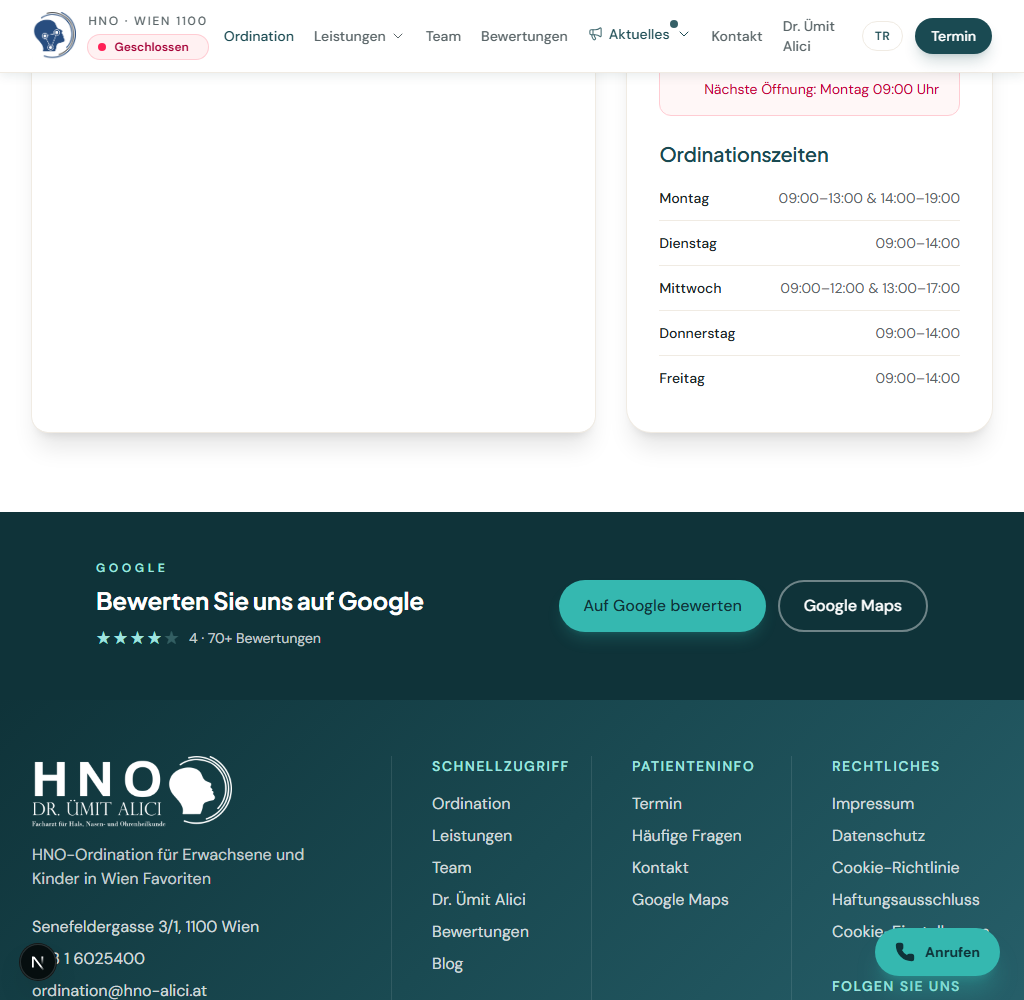 HNO · WIEN 1100
Geschlossen
Ordination
Leistungen
Team
Bewertungen
Aktuelles
Kontakt
Dr. Ümit
Alici
TR
Termin
Nächste Öffnung: Montag 09:00 Uhr
Ordinationszeiten
Montag 09:00–13:00 & 14:00–19:00
Dienstag 09:00–14:00
Mittwoch 09:00–12:00 & 13:00–17:00
Donnerstag 09:00–14:00
Freitag 09:00–14:00
GOOGLE
Bewerten Sie uns auf Google
4 · 70+ Bewertungen
Auf Google bewerten
Google Maps
HNO
DR. ÜMIT ALICI
Facharzt für Hals, Nasen- und Ohrenheilkunde
HNO-Ordination für Erwachsene und
Kinder in Wien Favoriten
Senefeldergasse 3/1, 1100 Wien
1 6025400
ordination@hno-alici.at
N
SCHNELLZUGRIFF
Ordination
Leistungen
Team
Dr. Ümit Alici
Bewertungen
Blog
PATIENTENINFO
Termin
Häufige Fragen
Kontakt
Google Maps
RECHTLICHES
Impressum
Datenschutz
Cookie-Richtlinie
Haftungsausschluss
Anrufen
FOLGEN SIE UNS